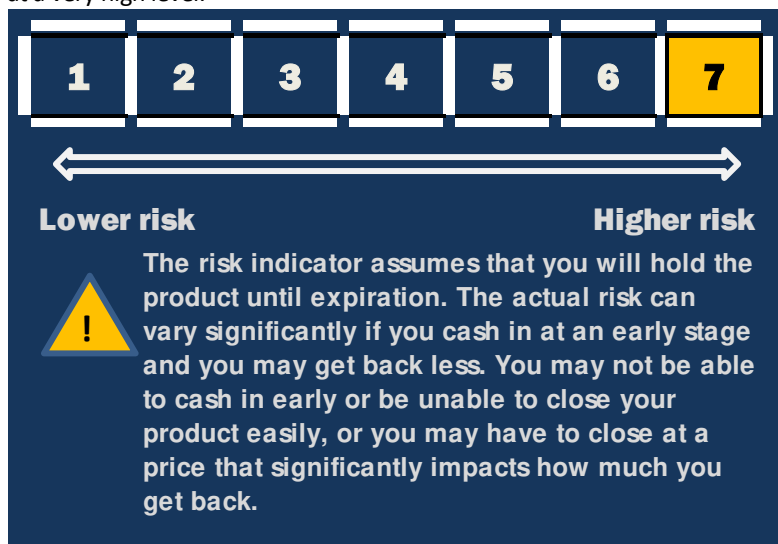 at a very high level.
1 2 3 4 5 6 7
Lower risk Higher risk
The risk indicator assumes that you will hold the
product until expiration. The actual risk can
! vary significantly if you cash in at an early stage
and you may get back less. You may not be able
to cash in early or be unable to close your
product easily, or you may have to close at a
price that significantly impacts how much you
get back.